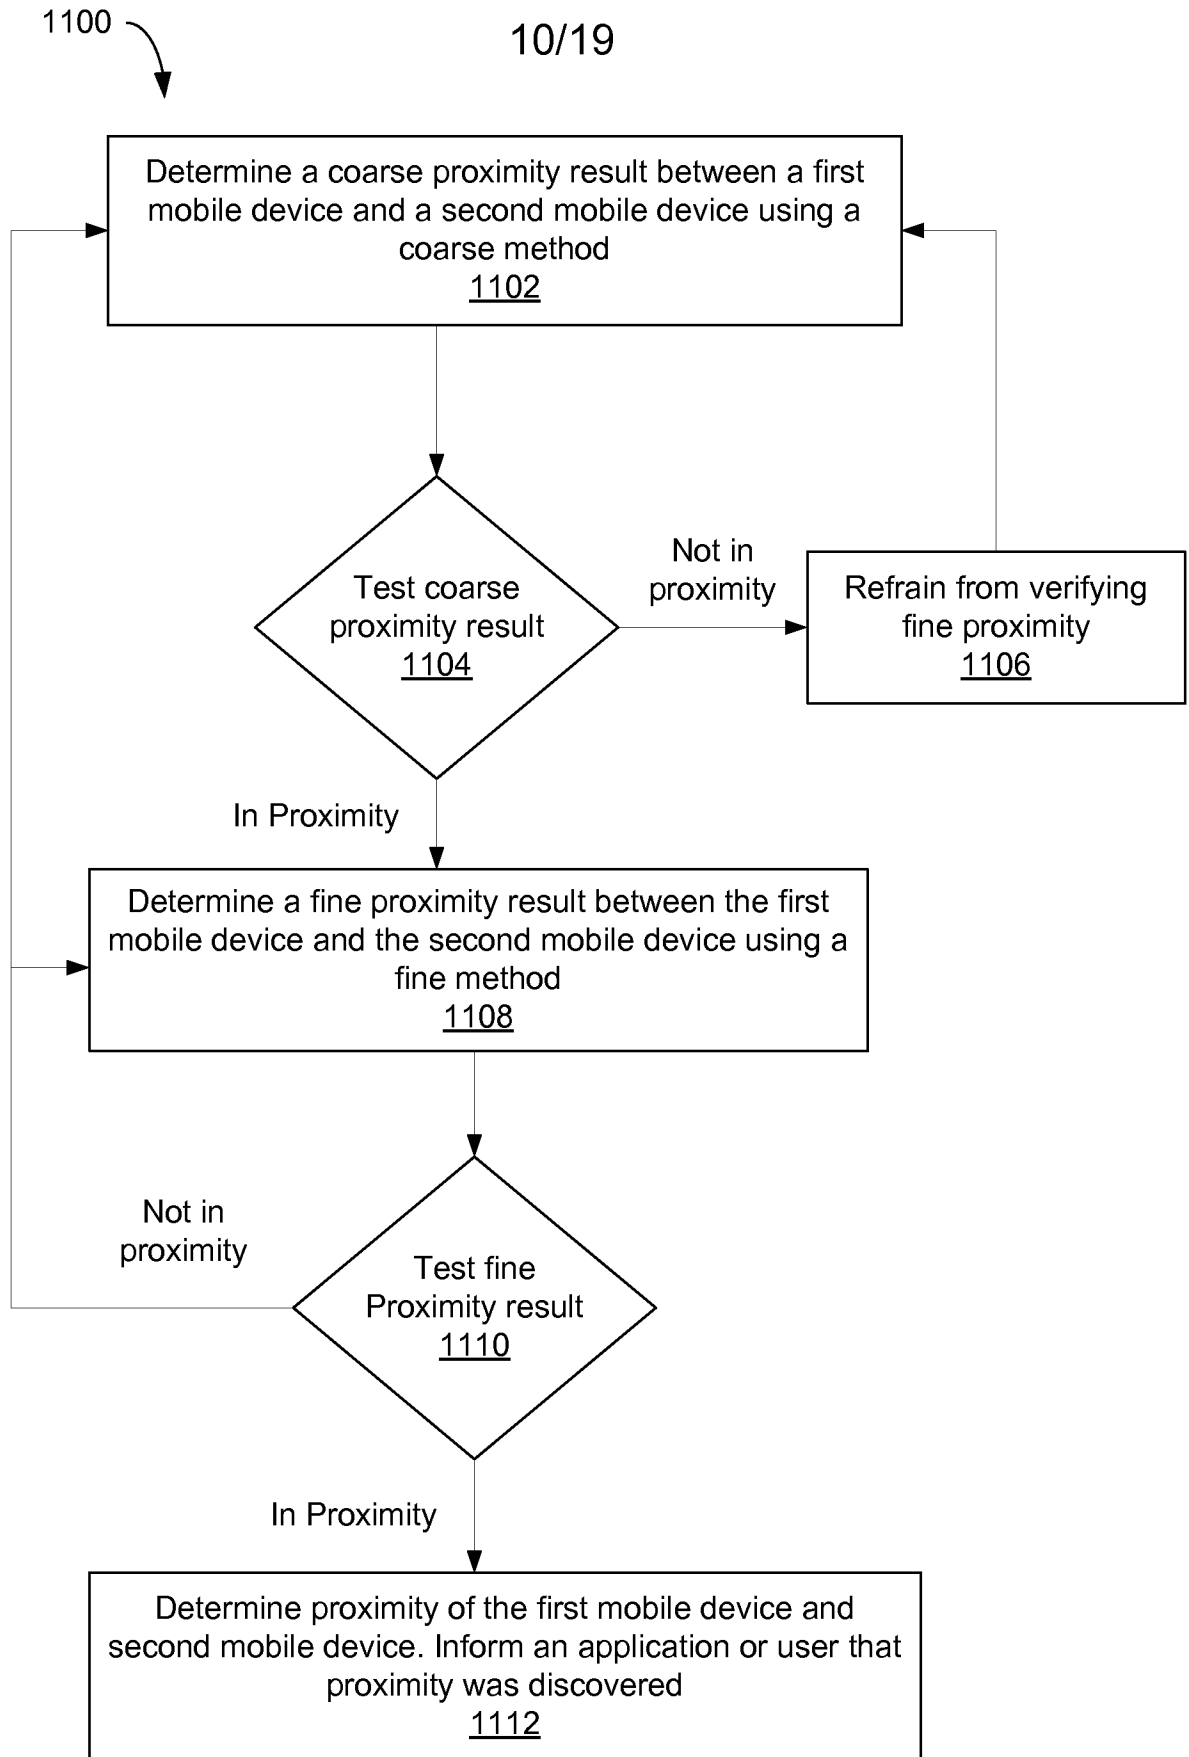 1100
10/19
Determine a coarse proximity result between a first
mobile device and a second mobile device using a
coarse method
1102
Test coarse
proximity result
1104
Not in
proximity
Refrain from verifying
fine proximity
1106
In Proximity
Determine a fine proximity result between the first
mobile device and the second mobile device using a
fine method
1108
Not in
proximity
Test fine
Proximity result
1110
In Proximity
Determine proximity of the first mobile device and
second mobile device. Inform an application or user that
proximity was discovered
1112